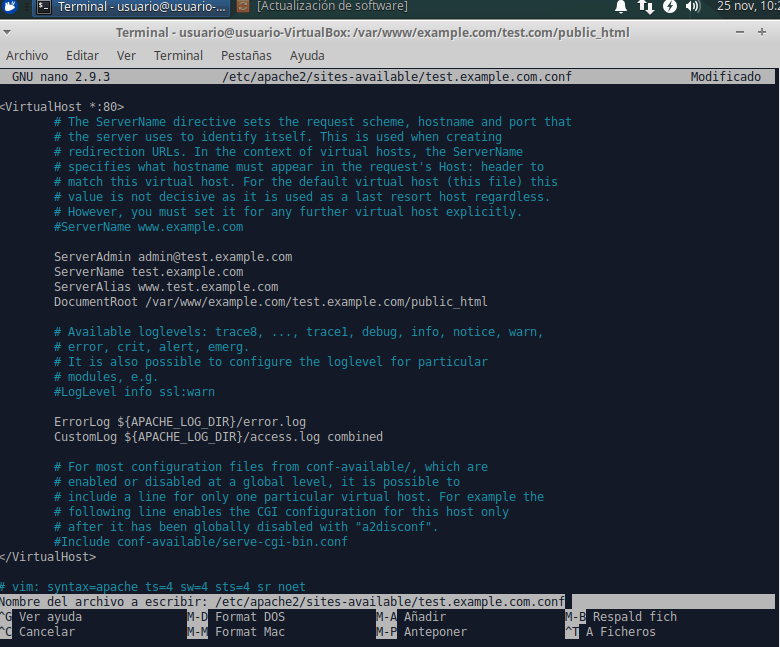 Terminal - usuario@usuario-...
[Actualización de software]
25 nov, 10:2
Terminal - usuario@usuario-VirtualBox: /var/www/example.com/test.com/public_html
Archivo Editar Ver Terminal Pestañas Ayuda
GNU nano 2.9.3 /etc/apache2/sites-available/test.example.com.conf Modificado
<VirtualHost *:80>
# The ServerName directive sets the request scheme, hostname and port that
# the server uses to identify itself. This is used when creating
# redirection URLs. In the context of virtual hosts, the ServerName
# specifies what hostname must appear in the request's Host: header to
# match this virtual host. For the default virtual host (this file) this
# value is not decisive as it is used as a last resort host regardless.
# However, you must set it for any further virtual host explicitly.
#ServerName www.example.com
ServerAdmin admin@test.example.com
ServerName test.example.com
ServerAlias www.test.example.com
DocumentRoot /var/www/example.com/test.example.com/public_html
# Available loglevels: trace8, ..., trace1, debug, info, notice, warn,
# error, crit, alert, emerg.
# It is also possible to configure the loglevel for particular
# modules, e.g.
#LogLevel info ssl:warn
ErrorLog ${APACHE_LOG_DIR}/error.log
CustomLog ${APACHE_LOG_DIR}/access.log combined
# For most configuration files from conf-available/, which are
# enabled or disabled at a global level, it is possible to
# include a line for only one particular virtual host. For example the
# following line enables the CGI configuration for this host only
# after it has been globally disabled with "a2disconf".
#Include conf-available/serve-cgi-bin.conf
</VirtualHost>
# vim: syntax=apache ts=4 sw=4 sts=4 sr noet
Nombre del archivo a escribir: /etc/apache2/sites-available/test.example.com.conf
^G Ver ayuda M-D Format DOS M-A Añadir M-B Respald fich
^C Cancelar M-M Format Mac M-P Anteponer ^T A Ficheros